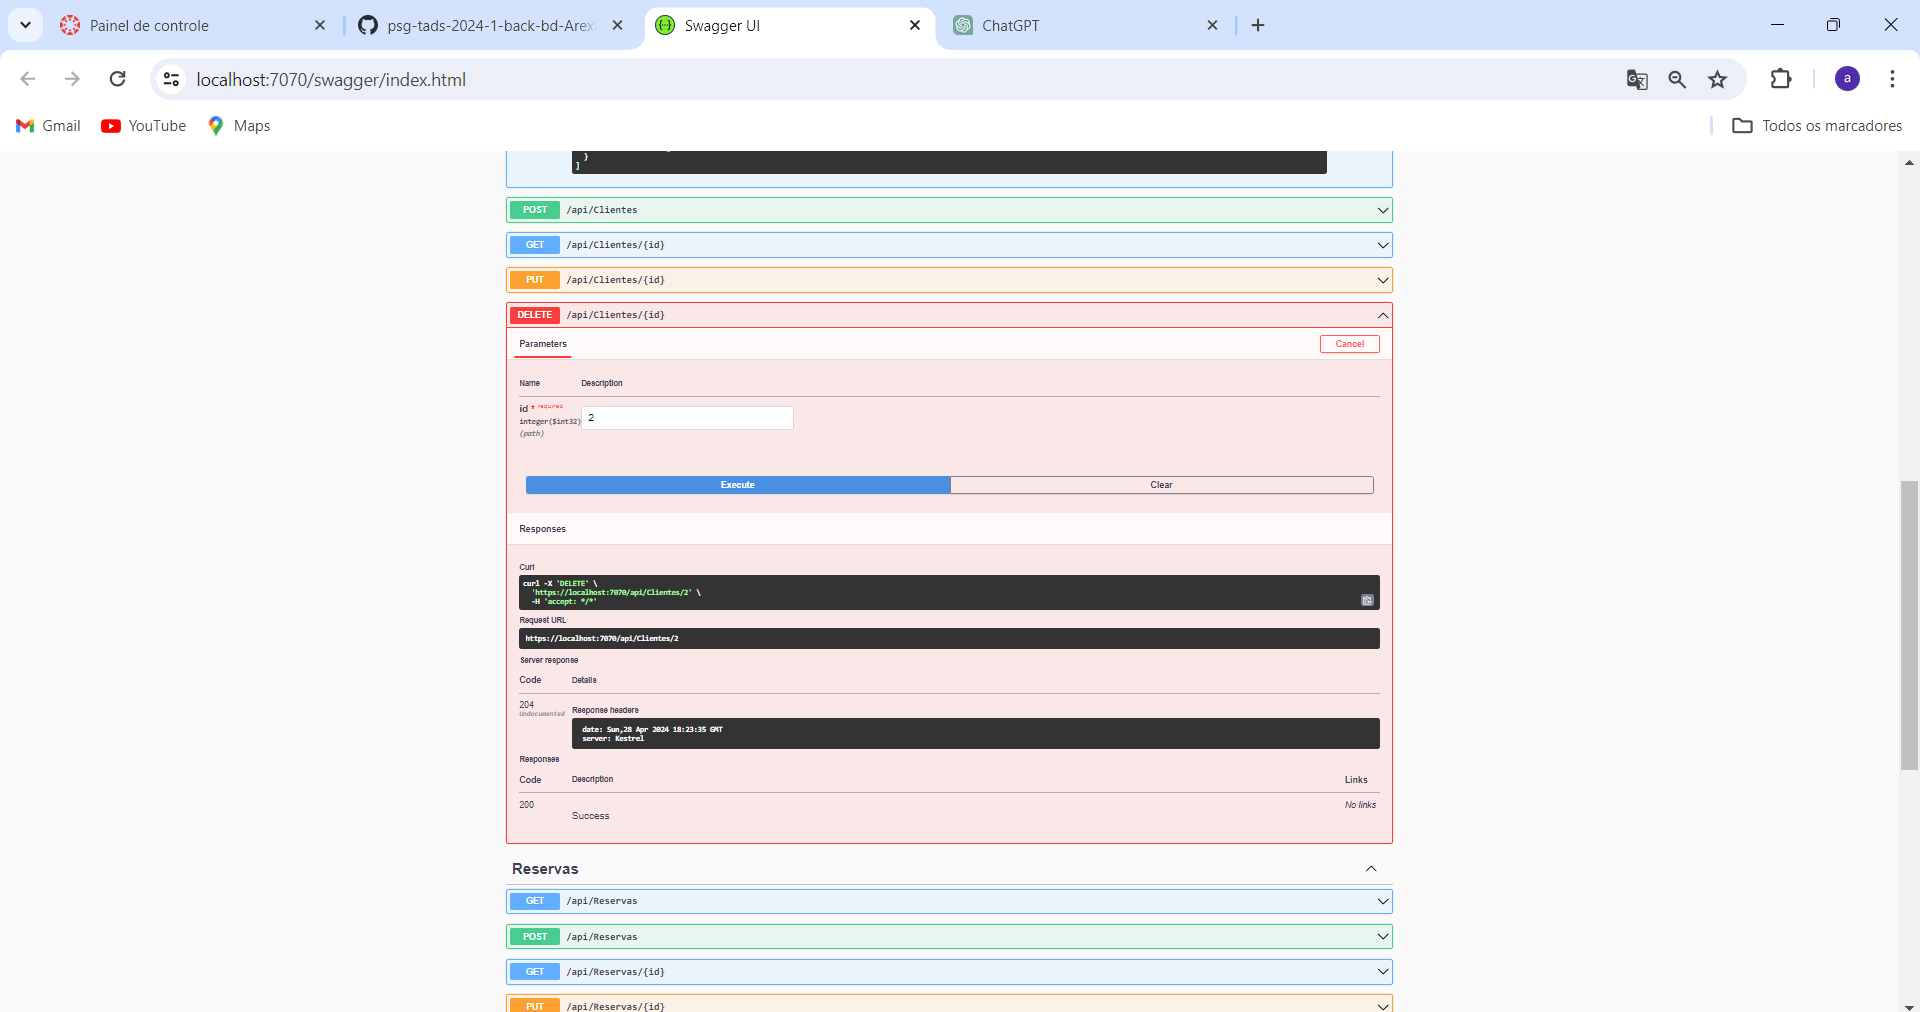 Painel de controle
psg-tads-2024-1-back-bd-Arex
Swagger UI
ChatGPT
localhost:7070/swagger/index.html
a
Gmail
YouTube
Maps
Todos os marcadores
}
]
POST /api/Clientes
GET /api/Clientes/{id}
PUT /api/Clientes/{id}
DELETE /api/Clientes/{id}
Parameters
Cancel
Name Description
id * required
integer($int32)
(path)
2
Execute
Clear
Responses
Curl
curl -X 'DELETE' \
'https://localhost:7070/api/Clientes/2' \
-H 'accept: */*'
Request URL
https://localhost:7070/api/Clientes/2
Server response
Code Details
204
Undocumented
Response headers
date: Sun,28 Apr 2024 18:23:35 GMT
server: Kestrel
Responses
Code Description Links
200
Success
No links
Reservas
GET /api/Reservas
POST /api/Reservas
GET /api/Reservas/{id}
PUT /api/Reservas/{id}